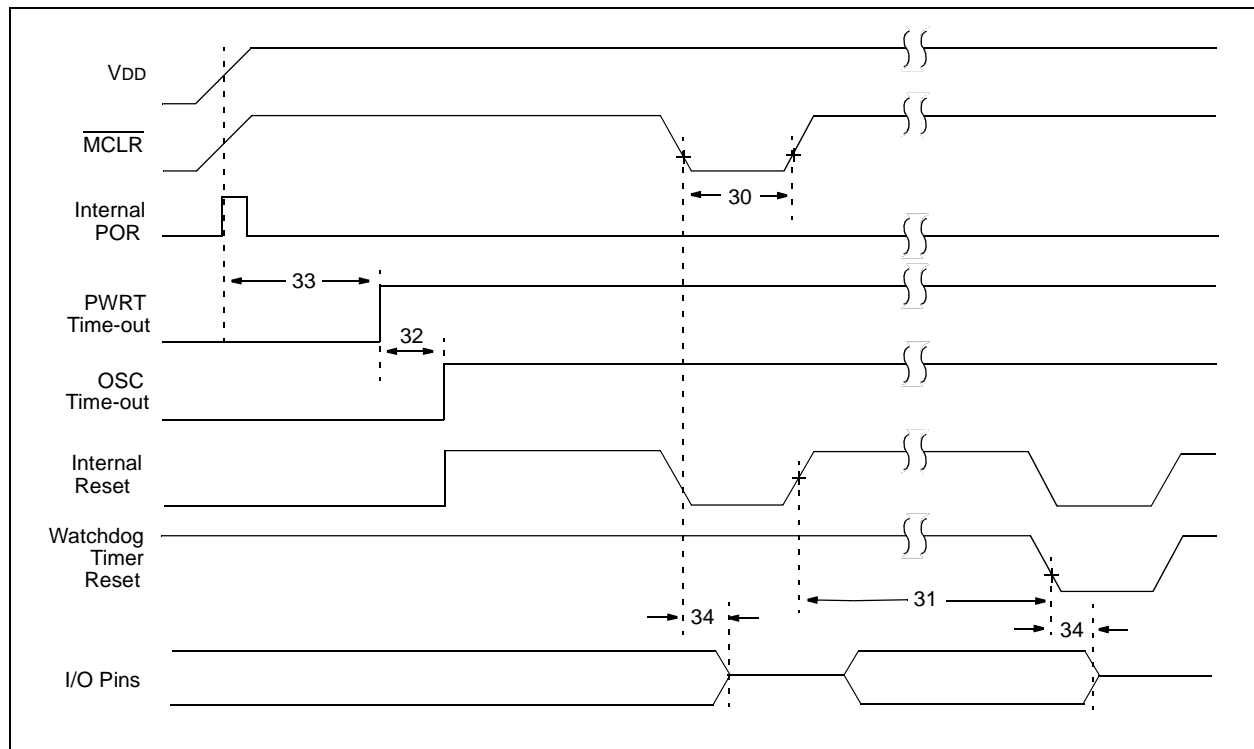 VDD
MCLR
30
Internal
POR
33
PWRT
Time-out
32
OSC
Time-out
Internal
Reset
Watchdog
Timer
Reset
31
34
34
I/O Pins